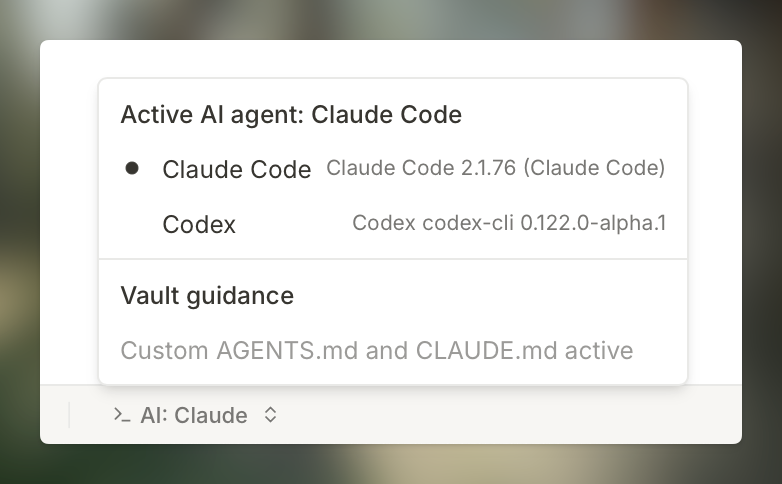 Active AI agent: Claude Code
Claude Code Claude Code 2.1.76 (Claude Code)
Codex Codex codex-cli 0.122.0-alpha.1
Vault guidance
Custom AGENTS.md and CLAUDE.md active
AI: Claude